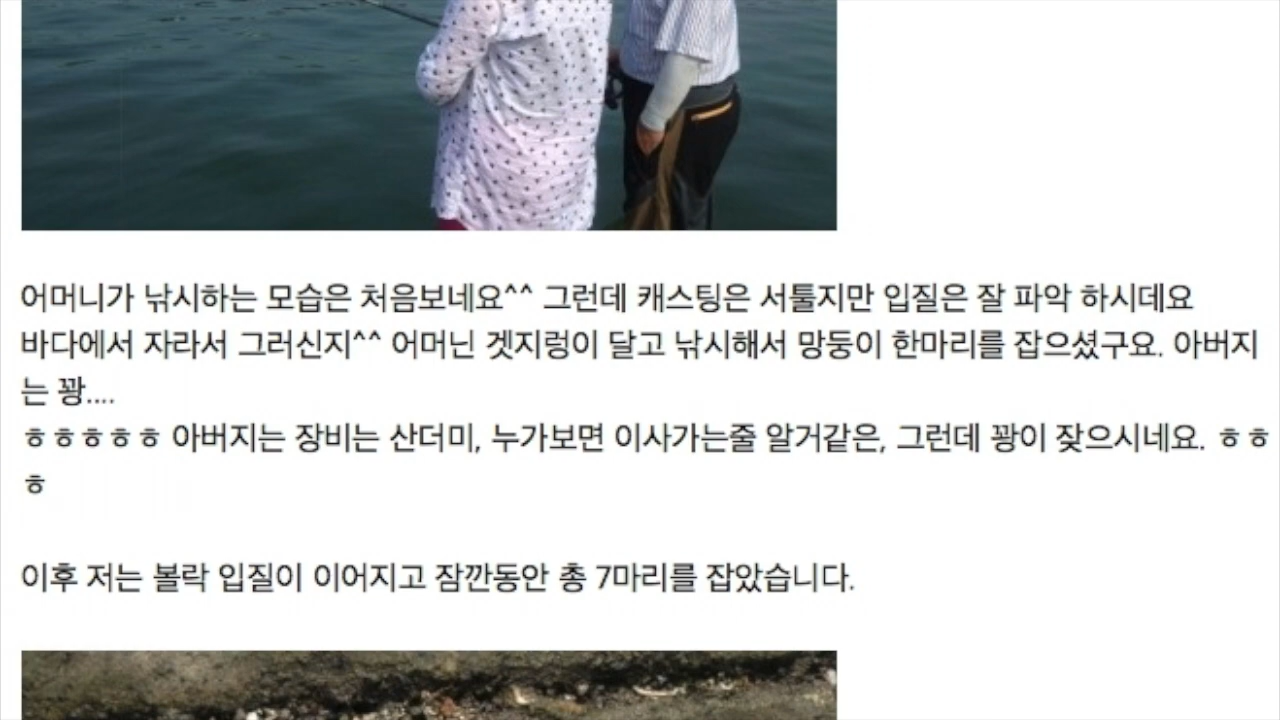 어머니가 낚시하는 모습은 처음보네요^^ 그런데 캐스팅은 서툴지만 입질은 잘 파악 하시데요
바다에서 자라서 그러신지^^ 어머닌 겟지렁이 달고 낚시해서 망둥이 한마리를 잡으셨구요. 아버지
는 꽝....
ㅎㅎㅎㅎㅎ 아버지는 장비는 산더미, 누가보면 이사가는줄 알거같은, 그런데 꽝이 잦으시네요. ㅎㅎ
ㅎ
이후 저는 볼락 입질이 이어지고 잠깐동안 총 7마리를 잡았습니다.